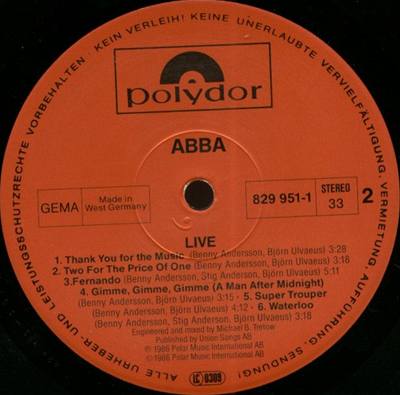 ALLE URHEBER- UND LEISTUNGSSCHUTZRECHTE VORBEHALTEN · KEIN VERLEIH! KEINE UNERLAUBTE VERVIELFÄLTIGUNG, VERMIETUNG, AUFFÜHRUNG, SENDUNG!
polydor
ABBA
GEMA
Made in
West Germany
829 951-1
STEREO
33
2
LIVE
1. Thank You for the Music (Benny Andersson, Björn Ulvaeus) 3:28
2. Two For The Price Of One (Benny Andersson, Björn Ulvaeus) 3:20
3.Fernando (Benny Andersson, Stig Anderson, Björn Ulvaeus) 5:11
4. Gimme, Gimme, Gimme (A Man After Midnight)
(Benny Andersson, Björn Ulvaeus) 3:15 - 5. Super Trouper
(Benny Andersson, Björn Ulvaeus) 4:12 - 6. Waterloo
(Benny Andersson, Stig Anderson, Björn Ulvaeus) 3:18
Engineered and mixed by Michael B. Tretow
Published by Union Songs AB
℗ 1986 Polar Music International AB
© 1986 Polar Music International AB
LC 0309